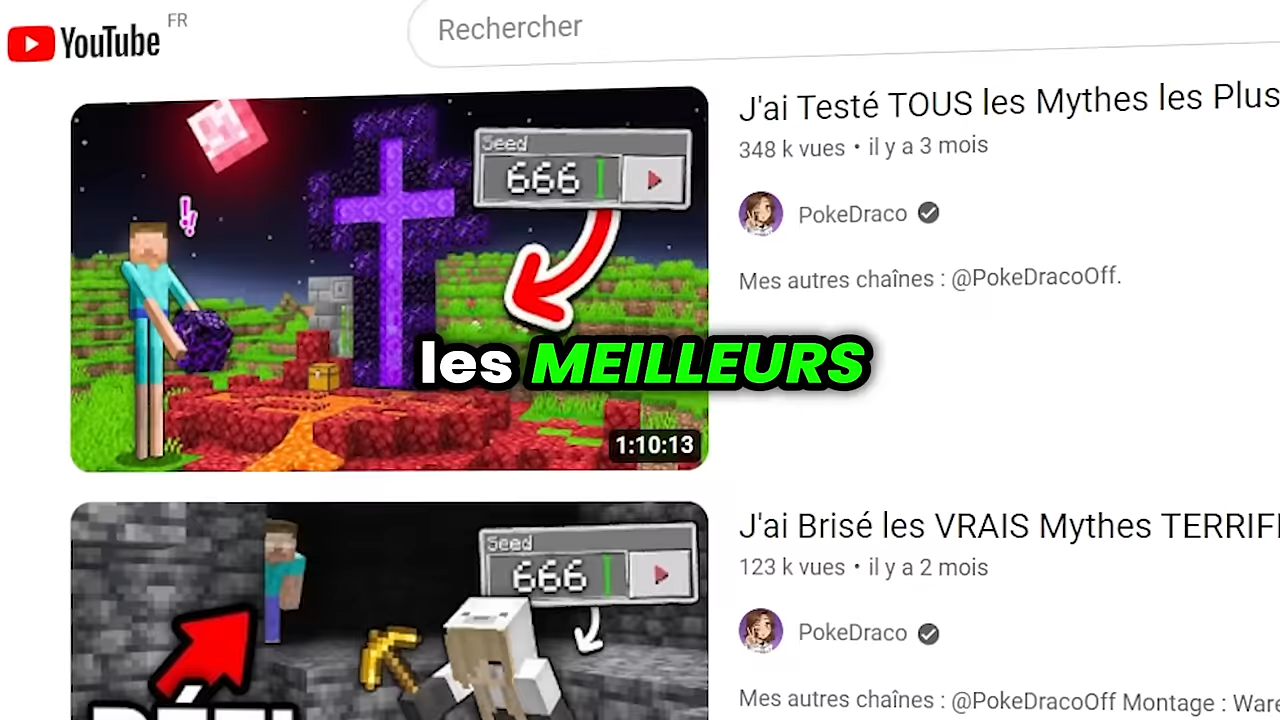 YouTube FR
Rechercher
J'ai Testé TOUS les Mythes les Plus
348 k vues • il y a 3 mois
Seed
666
PokeDraco
Mes autres chaînes : @PokeDracoOff.
les MEILLEURS
1:10:13
J'ai Brisé les VRAIS Mythes
123 k vues • il y a 2 mois
Seed
666
PokeDraco
Mes autres chaînes : @PokeDracoOff Montage :